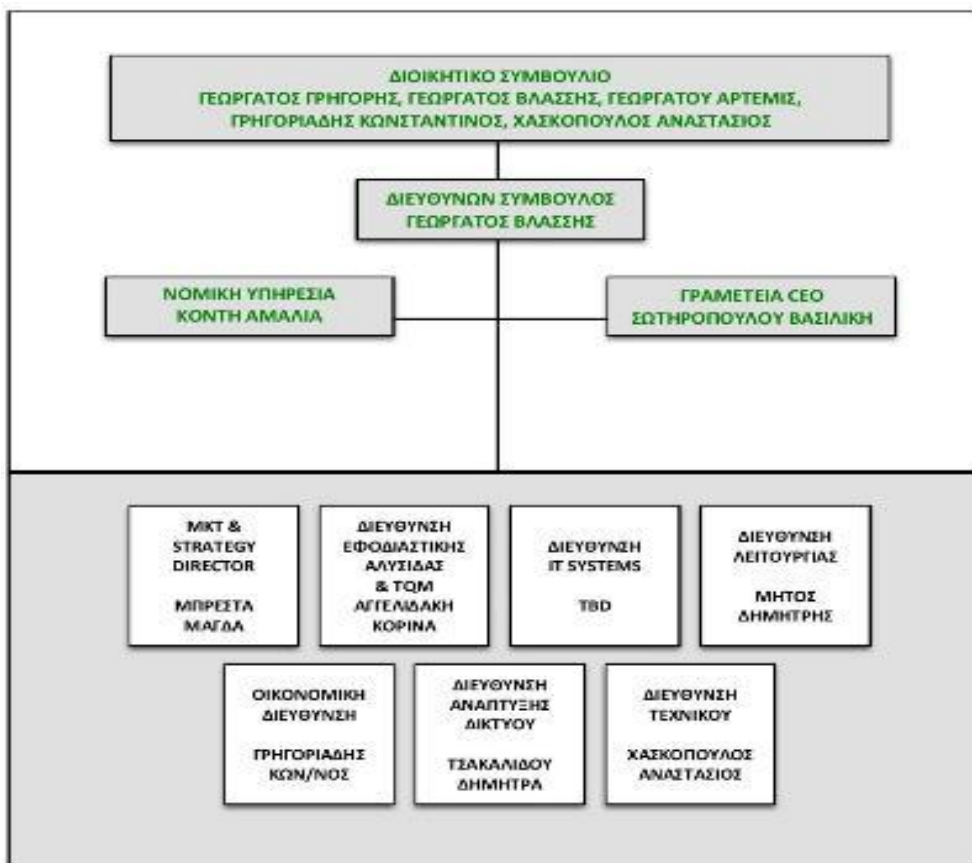 ΔΙΟΙΚΗΤΙΚΟ ΣΥΜΒΟΥΛΙΟ
ΓΕΩΡΓΑΤΟΣ ΓΡΗΓΟΡΗΣ, ΓΕΩΡΓΑΤΟΣ ΒΛΑΣΣΗΣ, ΓΕΩΡΓΑΤΟΥ ΑΡΤΕΜΙΣ,
ΓΡΗΓΟΡΙΑΔΗΣ ΚΩΝΣΤΑΝΤΙΝΟΣ, ΧΑΣΚΟΠΟΥΛΟΣ ΑΝΑΣΤΑΣΙΟΣ
ΔΙΕΥΘΥΝΩΝ ΣΥΜΒΟΥΛΟΣ
ΓΕΩΡΓΑΤΟΣ ΒΛΑΣΣΗΣ
ΝΟΜΙΚΗ ΥΠΗΡΕΣΙΑ
ΚΟΝΤΗ ΑΜΑΛΙΑ
ΓΡΑΜΕΤΕΙΑ CEO
ΣΩΤΗΡΟΠΟΥΛΟΥ ΒΑΣΙΛΙΚΗ
MKT &
STRATEGY
DIRECTOR
ΜΠΡΕΣΤΑ
ΜΑΓΔΑ
ΔΙΕΥΘΥΝΣΗ
ΕΦΟΔΙΑΣΤΙΚΗΣ
ΑΛΥΣΙΔΑΣ
& TQM
ΑΓΓΕΛΙΔΑΚΗ
ΚΟΡΙΝΑ
ΔΙΕΥΘΥΝΣΗ
IT SYSTEMS
TBD
ΔΙΕΥΘΥΝΣΗ
ΛΕΙΤΟΥΡΓΙΑΣ
ΜΗΤΟΣ
ΔΗΜΗΤΡΗΣ
ΟΙΚΟΝΟΜΙΚΗ
ΔΙΕΥΘΥΝΣΗ
ΓΡΗΓΟΡΙΑΔΗΣ
ΚΩΝ/ΝΟΣ
ΔΙΕΥΘΥΝΣΗ
ΑΝΑΠΤΥΞΗΣ
ΔΙΚΤΥΟΥ
ΤΣΑΚΑΛΙΔΟΥ
ΔΗΜΗΤΡΑ
ΔΙΕΥΘΥΝΣΗ
ΤΕΧΝΙΚΟΥ
ΧΑΣΚΟΠΟΥΛΟΣ
ΑΝΑΣΤΑΣΙΟΣ